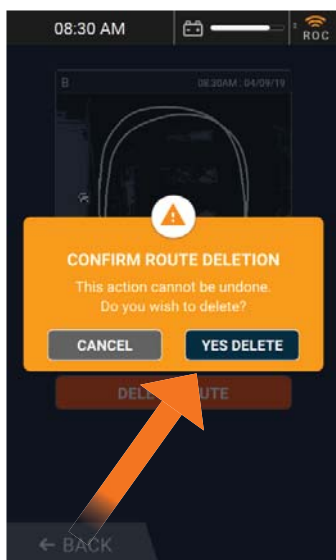 08:30 AM
ROC
B 08:30AM : 04/09/19
CONFIRM ROUTE DELETION
This action cannot be undone.
Do you wish to delete?
CANCEL YES DELETE
← BACK